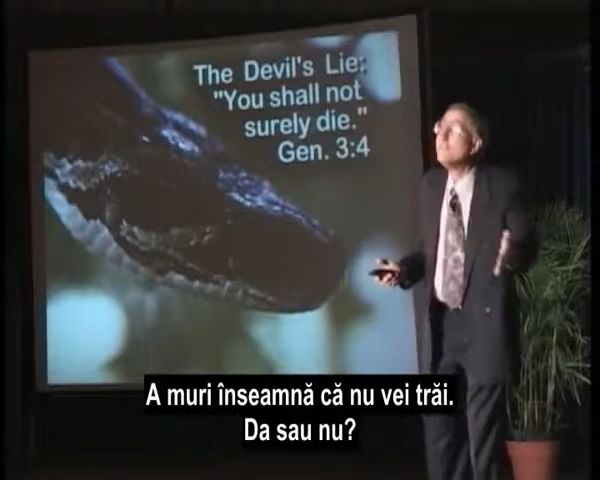 The Devil's Lie:
"You shall not
surely die."
Gen. 3:4
A muri înseamnă că nu vei trăi.
Da sau nu?